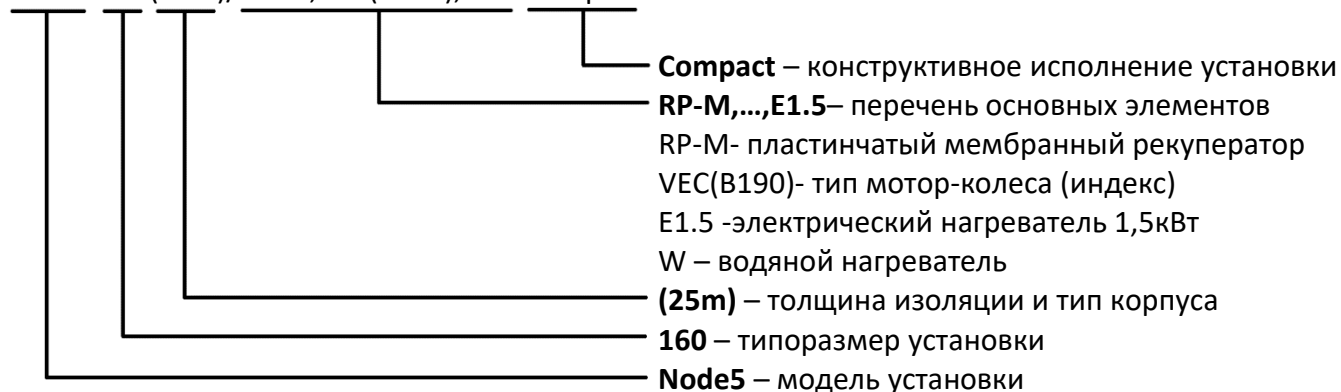 Compact – конструктивное исполнение установки
RP-M,…,E1.5– перечень основных элементов
RP-M- пластинчатый мембранный рекуператор
VEC(B190)- тип мотор-колеса (индекс)
E1.5 -электрический нагреватель 1,5кВт
W – водяной нагреватель
(25m) – толщина изоляции и тип корпуса
160 – типоразмер установки
Node5 – модель установки